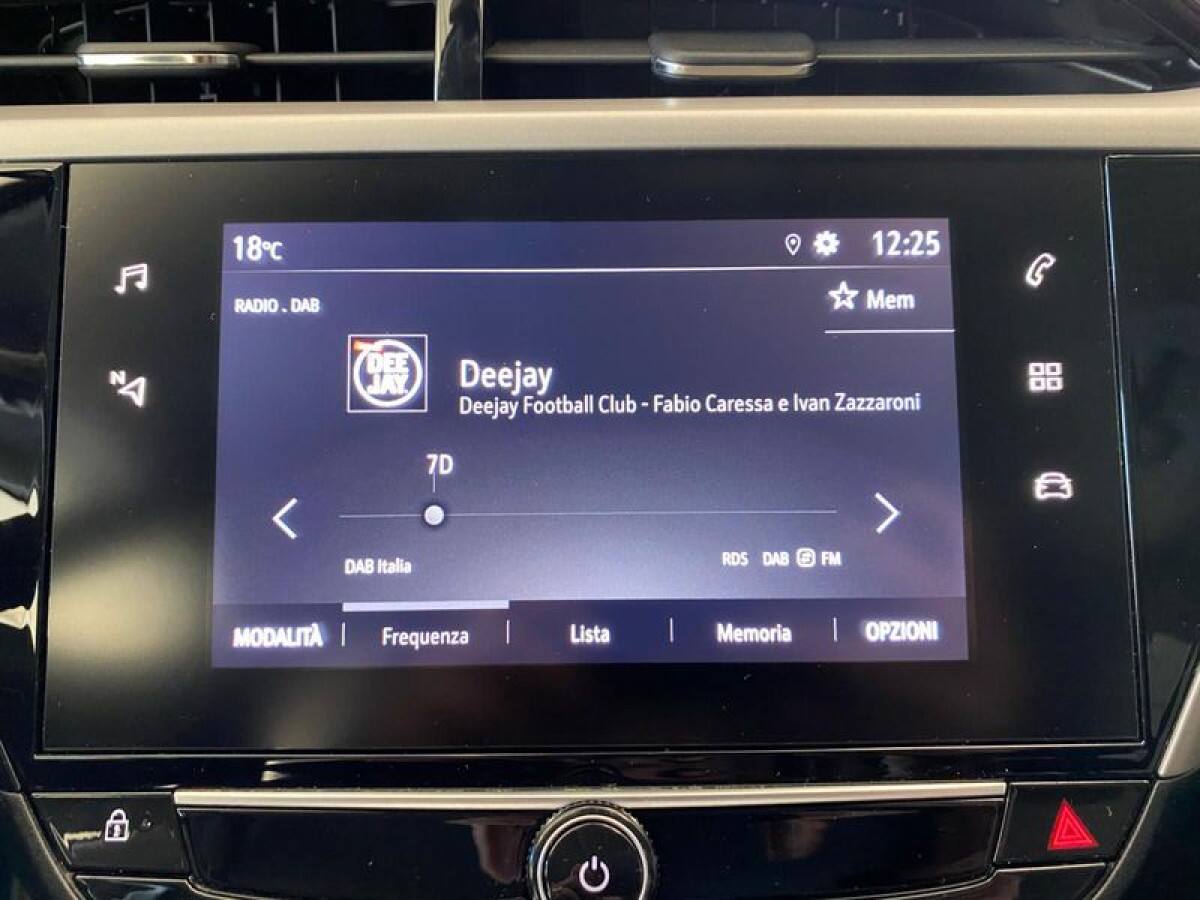 18°C
12:25
RADIO . DAB
Mem
DEE
JAY
Deejay
Deejay Football Club - Fabio Caressa e Ivan Zazzaroni
N
7D
DAB Italia
RDS DAB FM
MODALITÀ
Frequenza
Lista
Memoria
OPZIONI